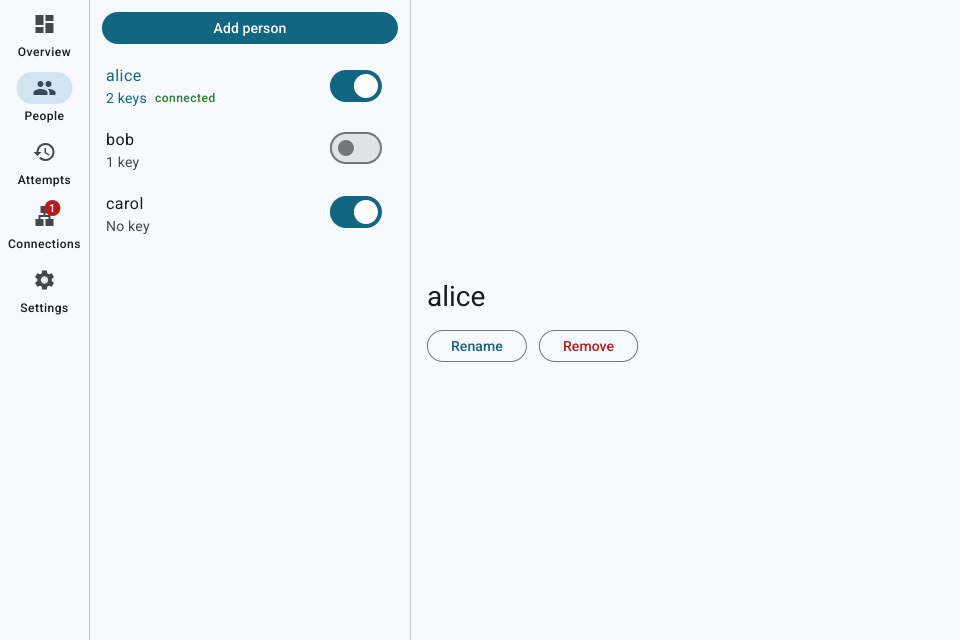 Overview
People
Attempts
1
Connections
Settings
Add person
alice
2 keys connected
bob
1 key
carol
No key
alice
Rename
Remove